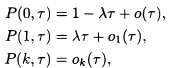 P(0, τ) = 1 − λτ + o(τ),
P(1, τ) = λτ + o₁(τ),
P(k, τ) = oₖ(τ),